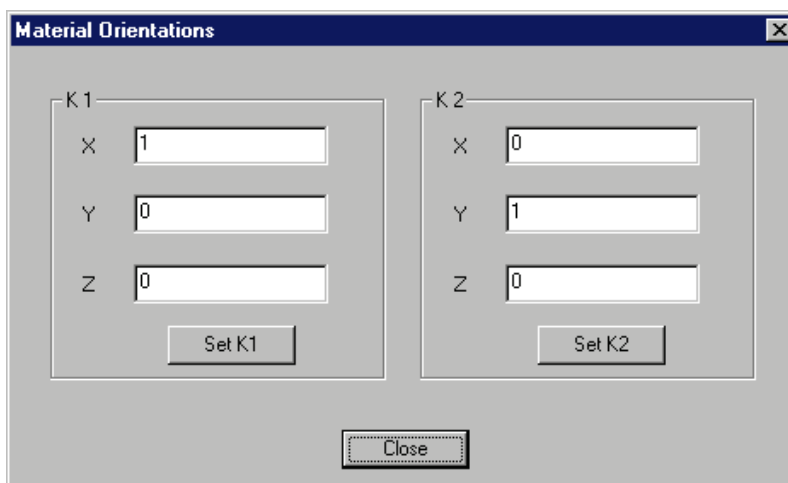 Material Orientations
K1
X 1
Y 0
Z 0
Set K1
K2
X 0
Y 1
Z 0
Set K2
Close